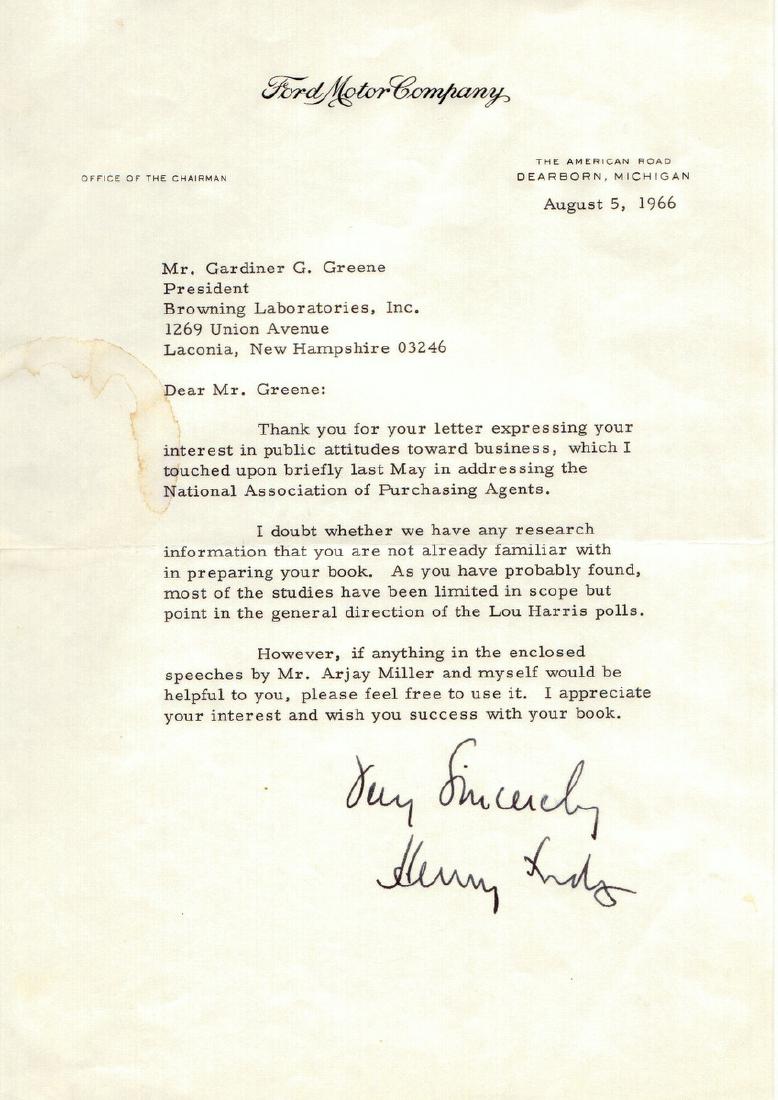 Ford Motor Company
OFFICE OF THE CHAIRMAN
THE AMERICAN ROAD
DEARBORN, MICHIGAN
August 5, 1966
Mr. Gardiner G. Greene
President
Browning Laboratories, Inc.
1269 Union Avenue
Laconia, New Hampshire 03246
Dear Mr. Greene:
Thank you for your letter expressing your
interest in public attitudes toward business, which I
touched upon briefly last May in addressing the
National Association of Purchasing Agents.
I doubt whether we have any research
information that you are not already familiar with
in preparing your book. As you have probably found,
most of the studies have been limited in scope but
point in the general direction of the Lou Harris polls.
However, if anything in the enclosed
speeches by Mr. Arjay Miller and myself would be
helpful to you, please feel free to use it. I appreciate
your interest and wish you success with your book.
Very Sincerely
Henry Ford